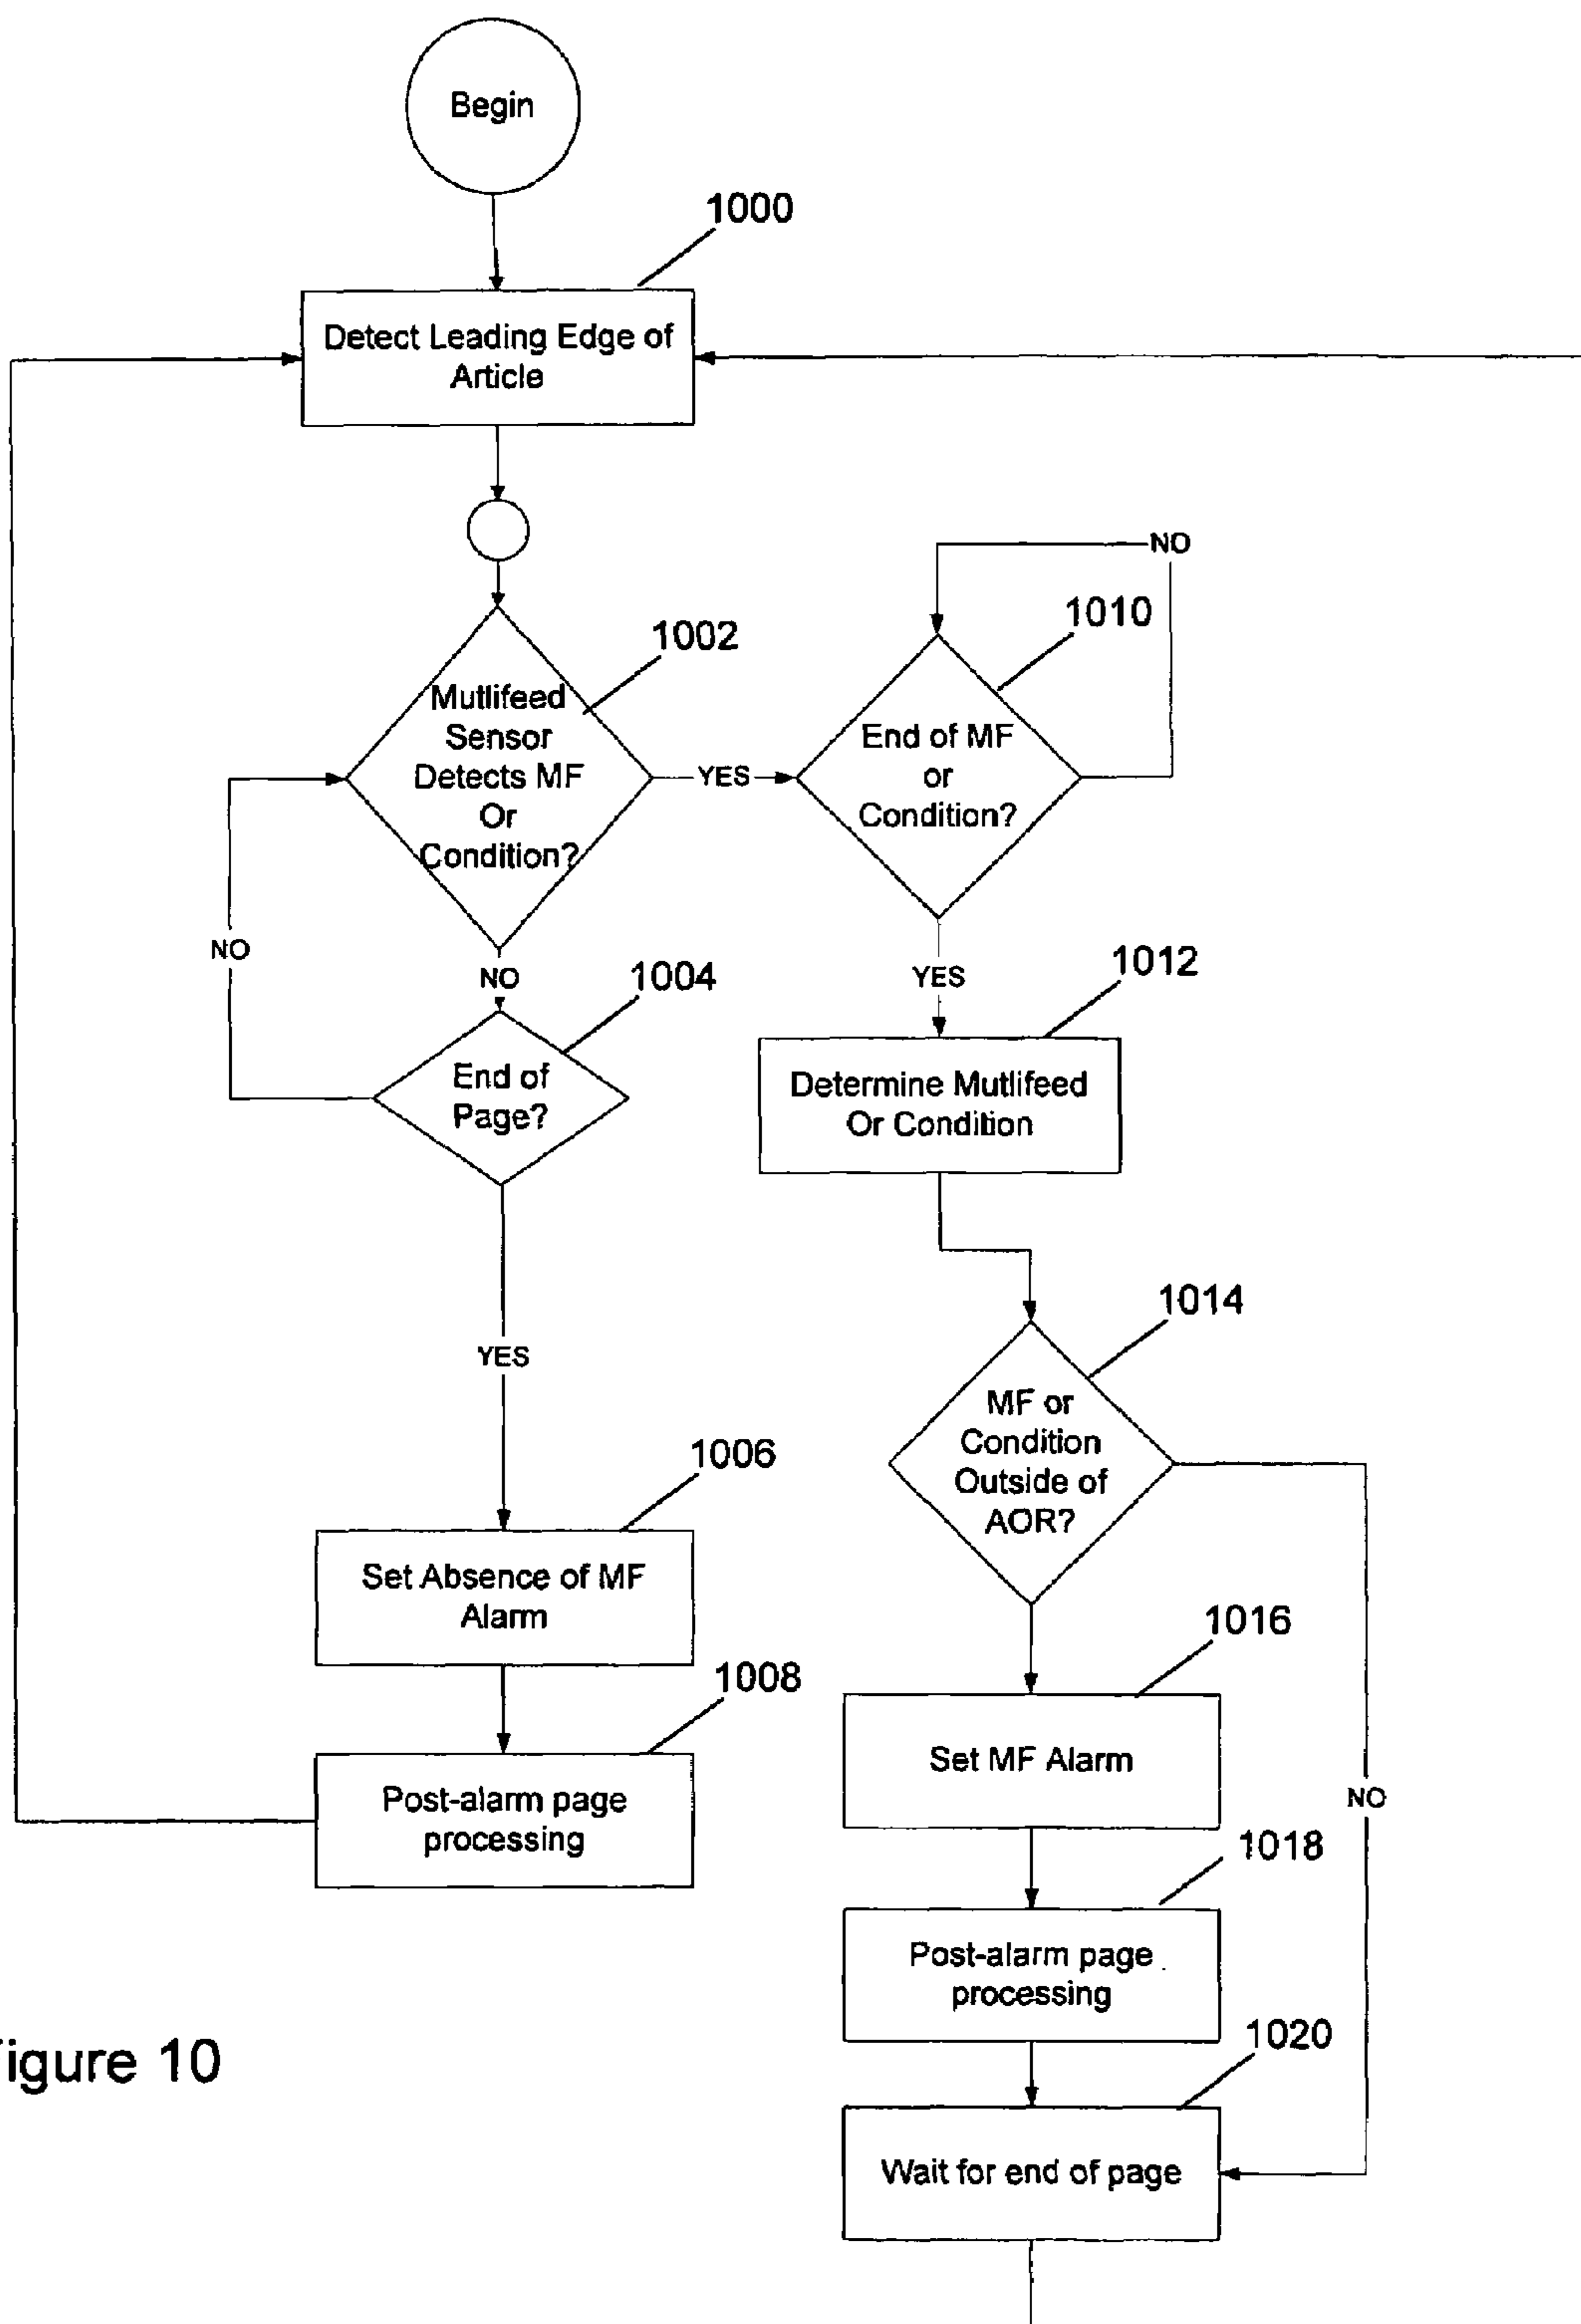 Begin
1000
Detect Leading Edge of
Article
NO
1010
1002
Mutlifeed
Sensor
Detects MF
Or
Condition?
YES
End of MF
or
Condition?
NO
NO
1004
YES
1012
End of
Page?
Determine Mutlifeed
Or Condition
1014
YES
MF or
Condition
Outside of
AOR?
1006
Set Absence of MF
Alarm
1016
1008
Set MF Alarm
NO
Post-alarm page
processing
1018
Post-alarm page
processing
1020
igure 10
Wait for end of page